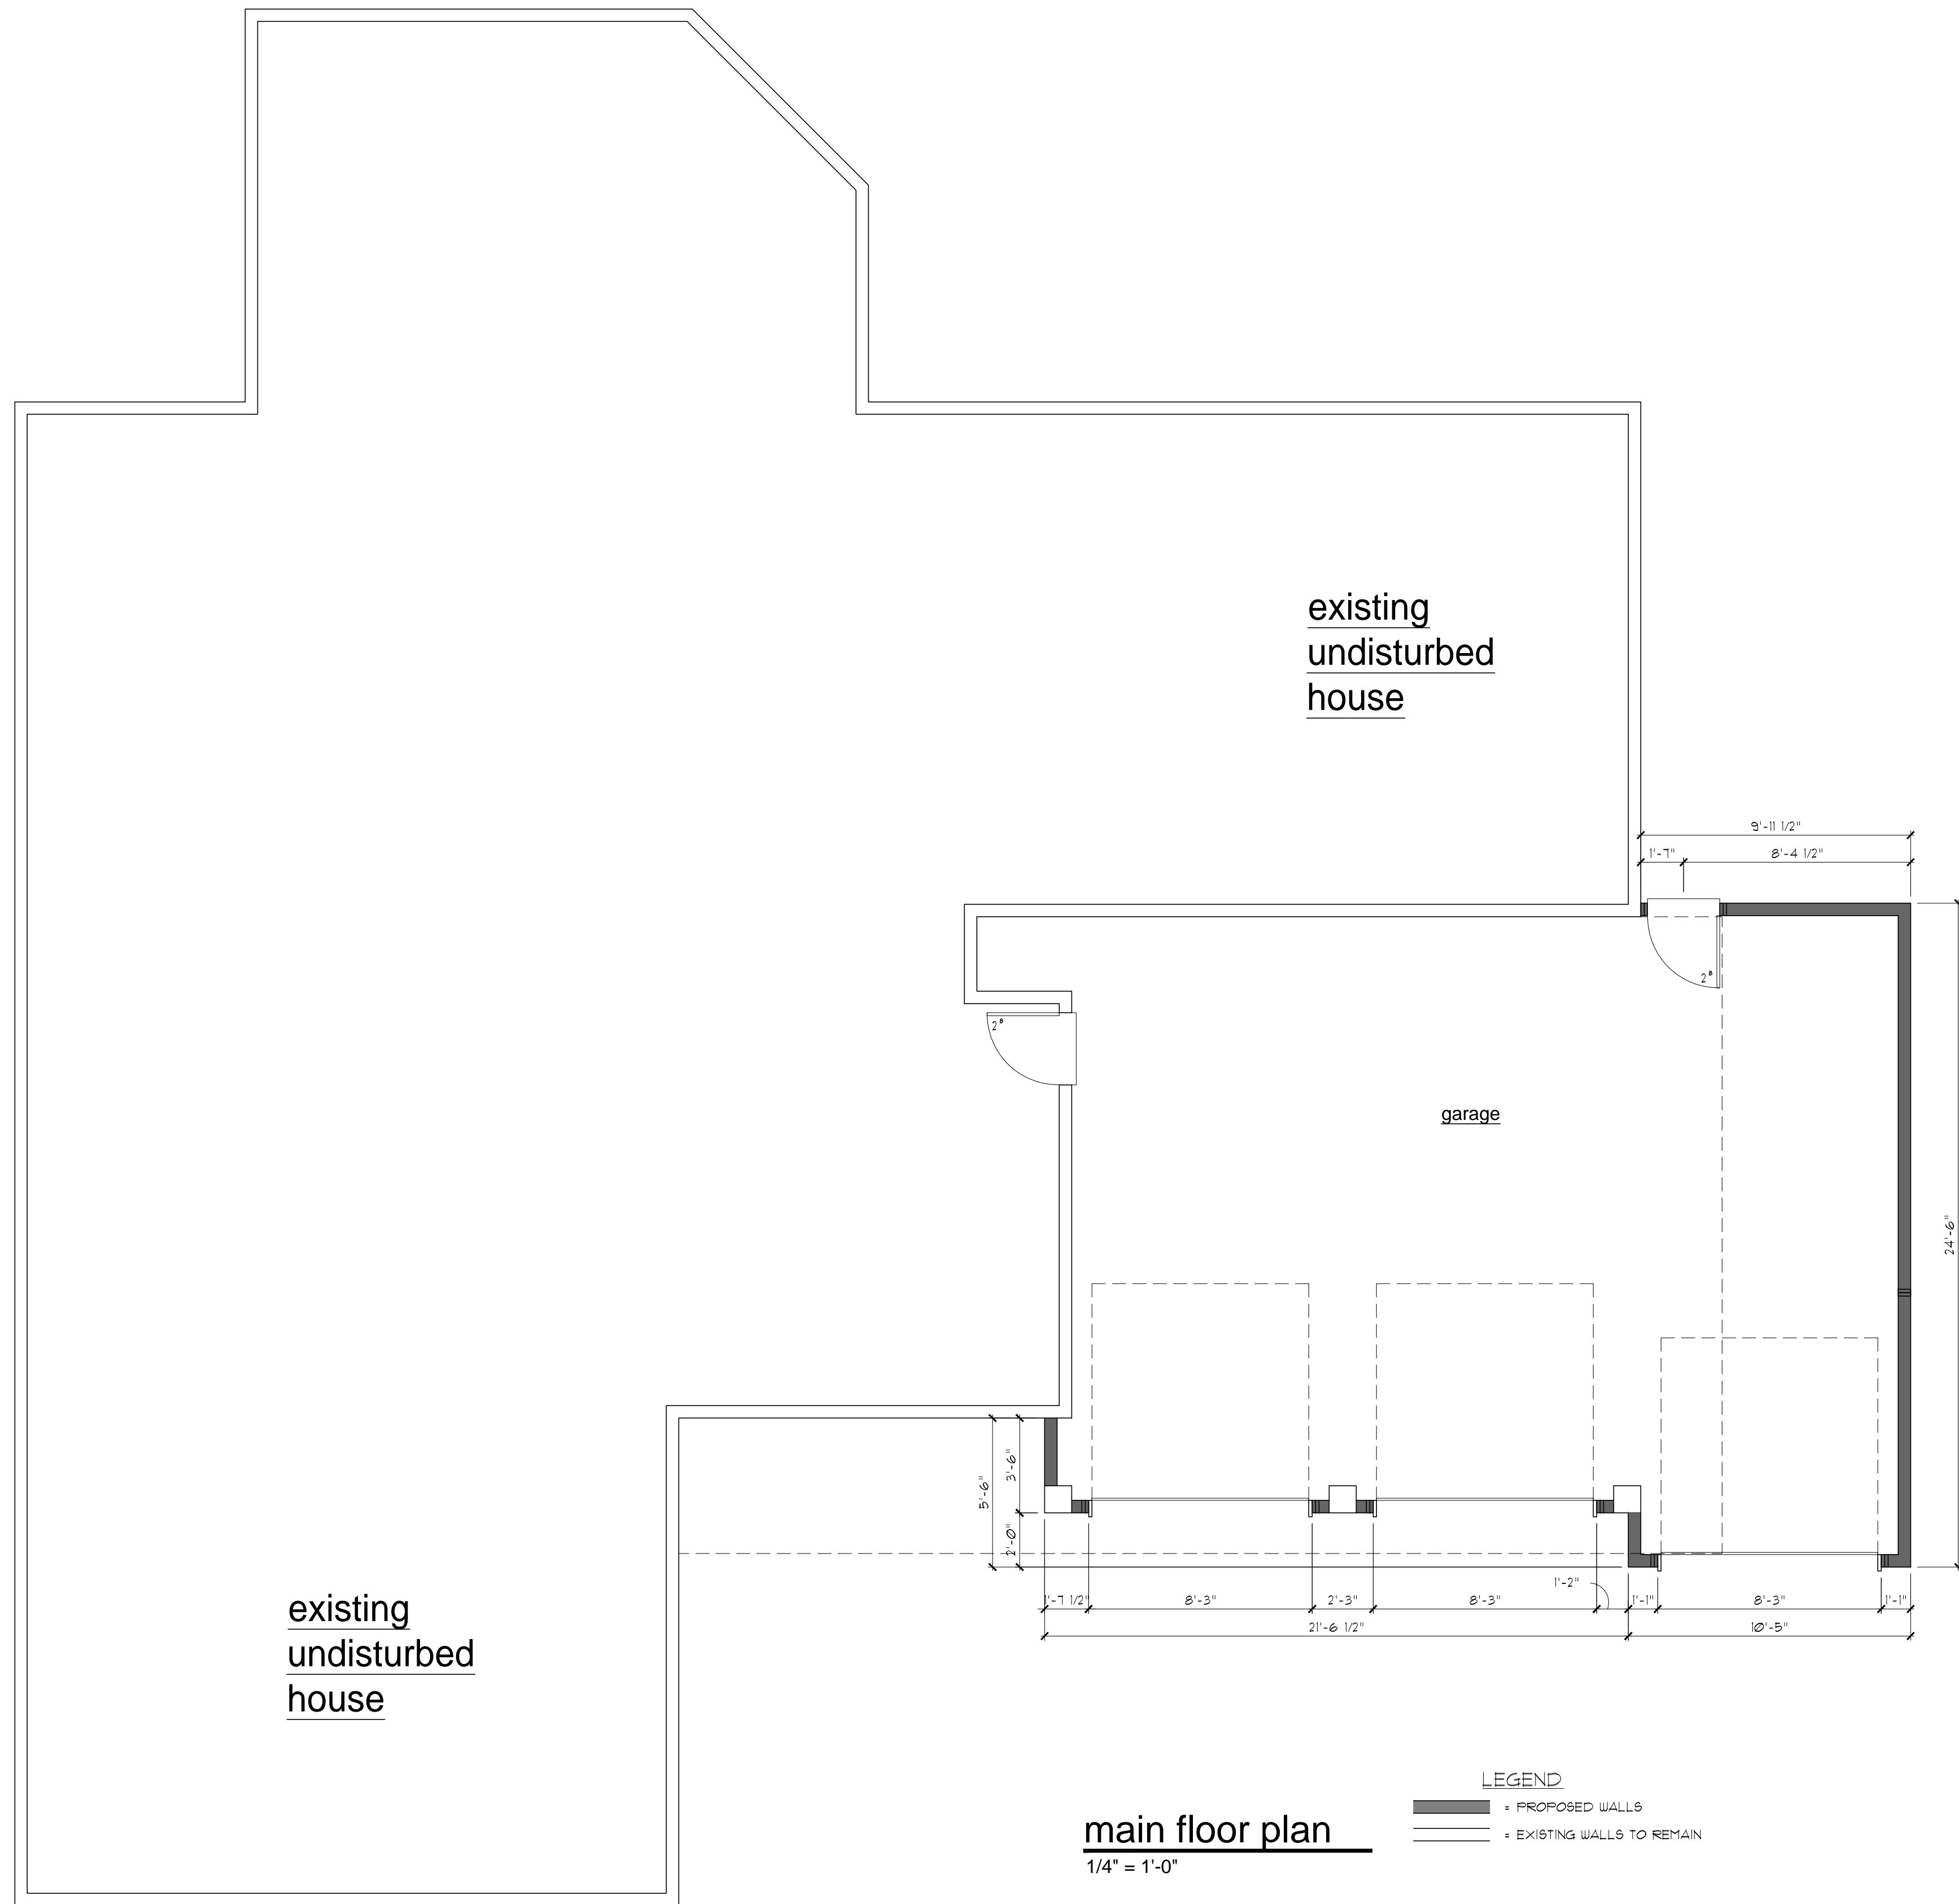 existing
undisturbed
house
9'-11 1/2"
1'-7"
8'-4 1/2"
2⁸
2⁸
garage
24'-6"
5'-6"
3'-6"
2'-0"
1'-2"
1'-7 1/2"
8'-3"
2'-3"
8'-3"
1'-1"
8'-3"
1'-1"
21'-6 1/2"
10'-5"
existing
undisturbed
house
LEGEND
= PROPOSED WALLS
= EXISTING WALLS TO REMAIN
main floor plan
1/4" = 1'-0"